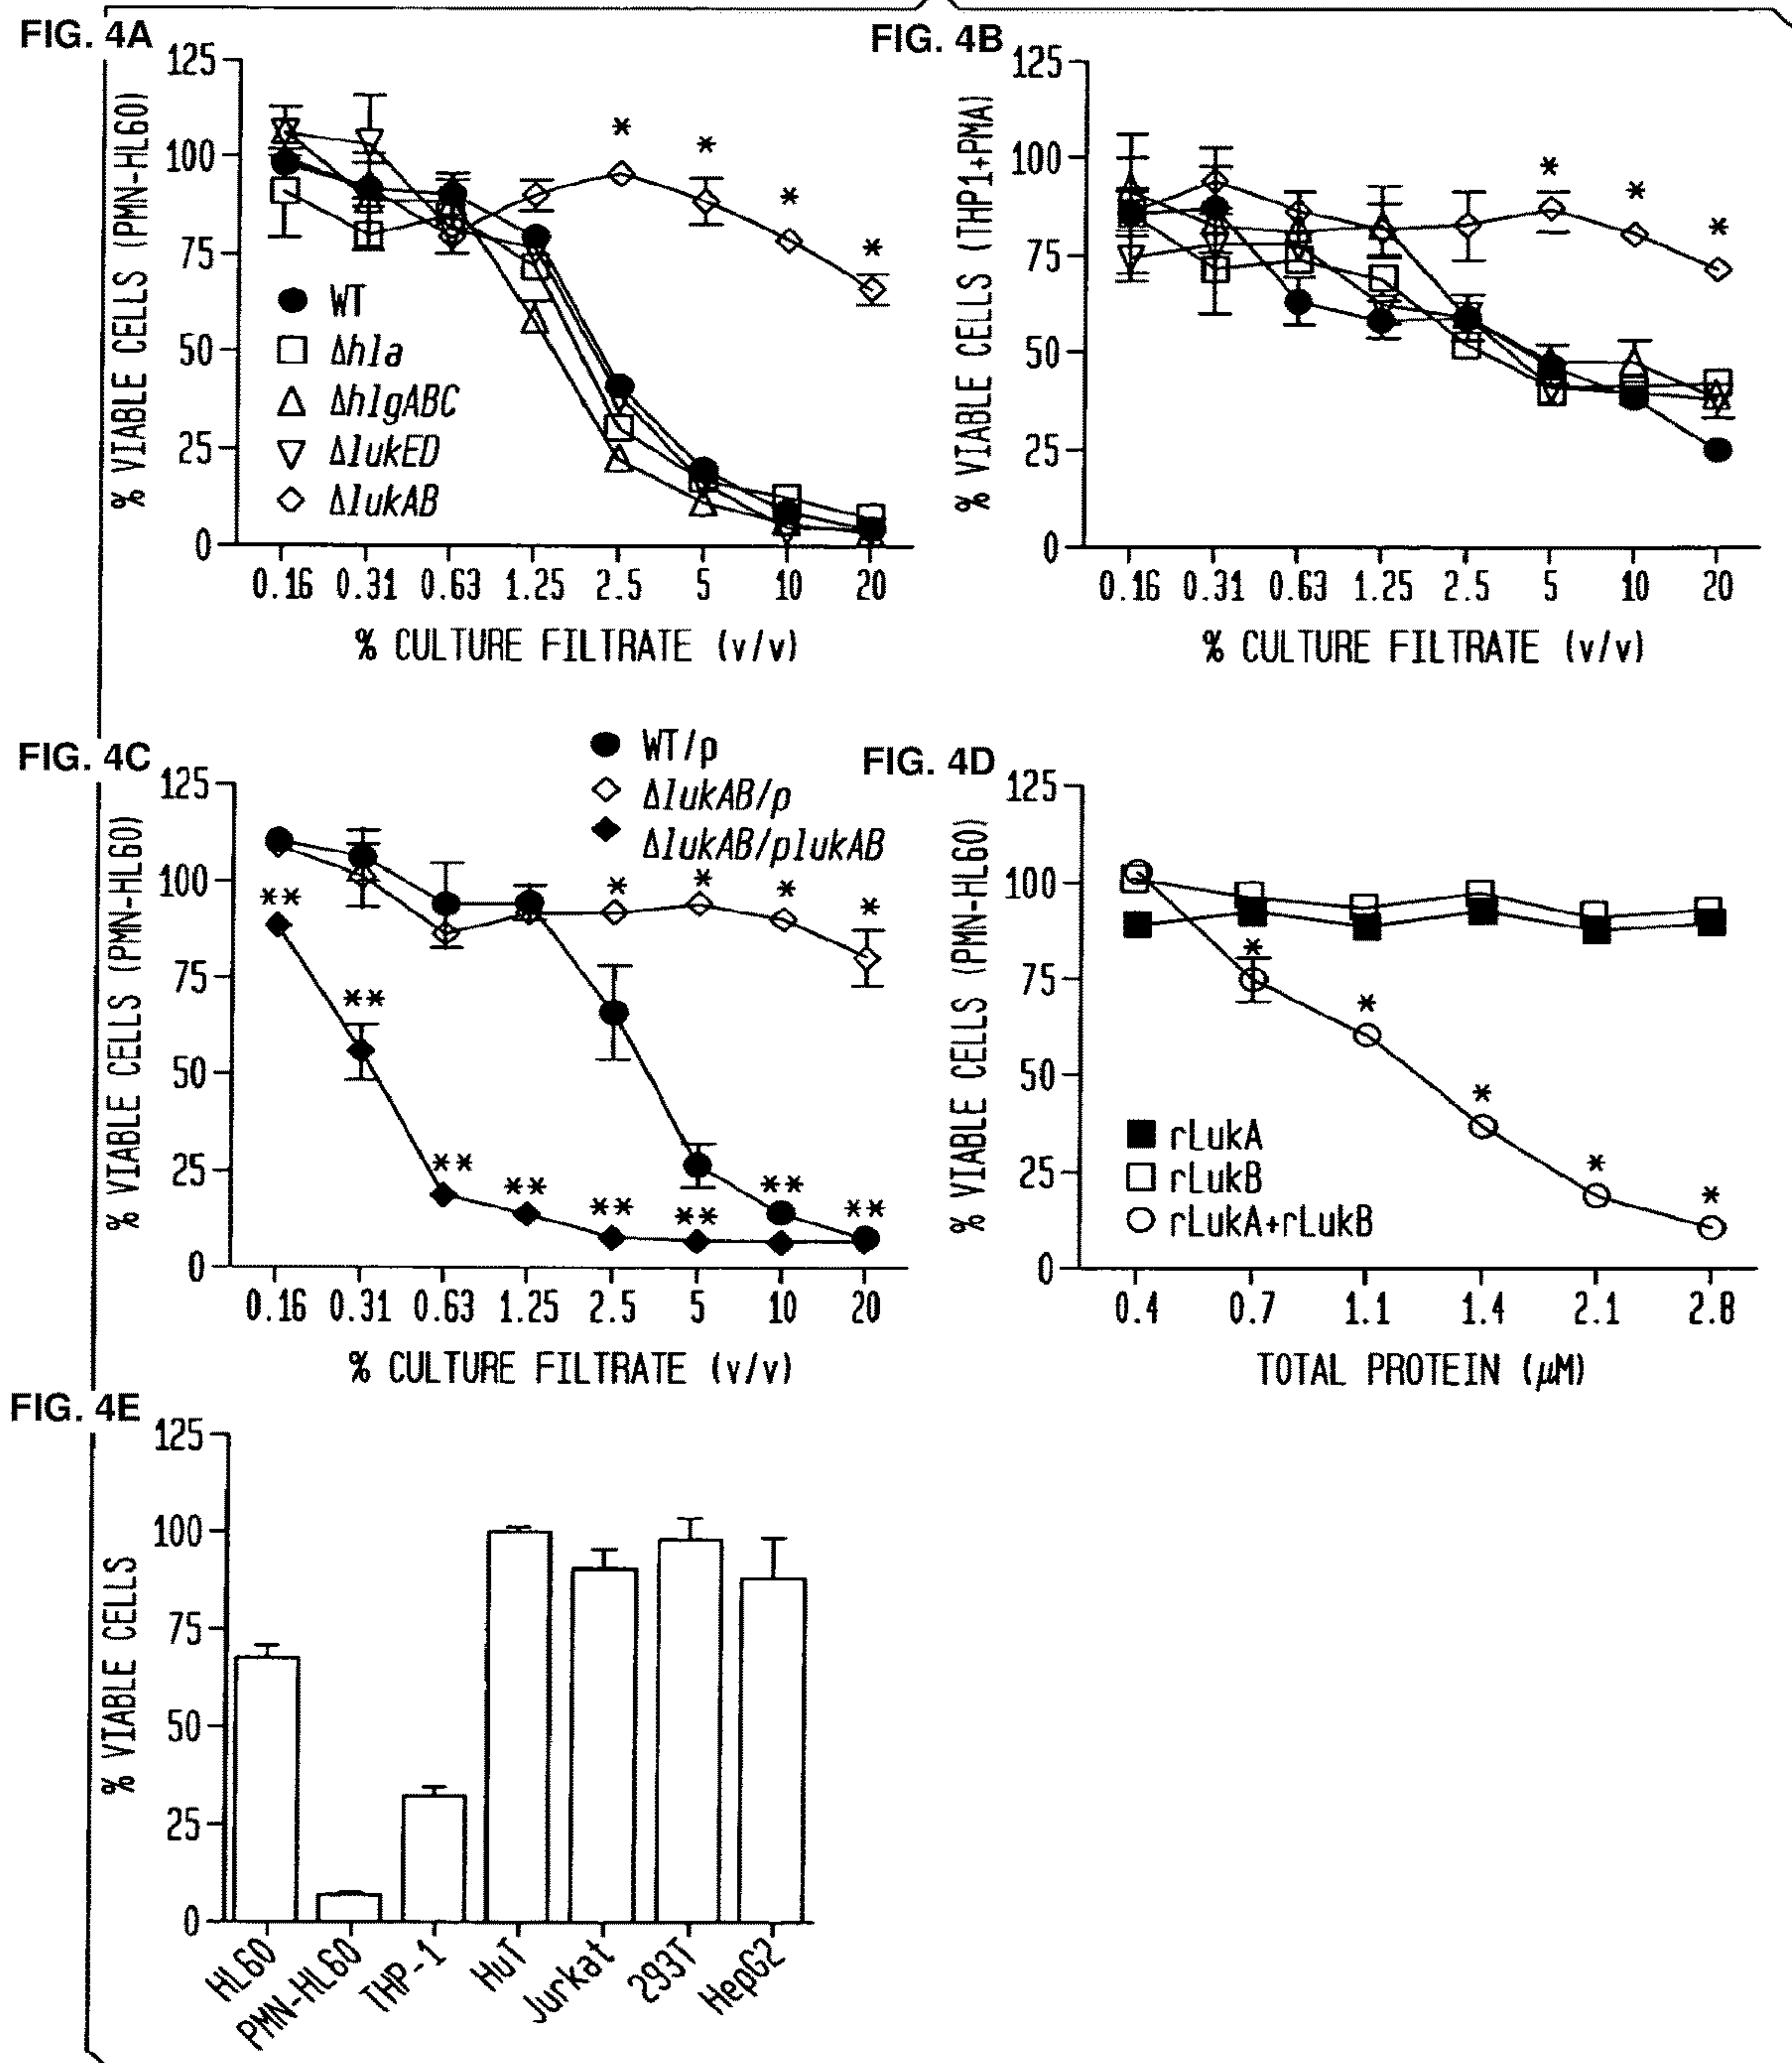 FIG. 4A
% VIABLE CELLS (PMN-HL60)
125
100
75
50
25
0
* * * *
WT
Δhla
ΔhlgABC
ΔlukED
ΔlukAB
0.16 0.31 0.63 1.25 2.5 5 10 20
% CULTURE FILTRATE (v/v)
FIG. 4B
% VIABLE CELLS (THP1+PMA)
125
100
75
50
25
0
* * *
0.16 0.31 0.63 1.25 2.5 5 10 20
% CULTURE FILTRATE (v/v)
FIG. 4C
WT/p
ΔlukAB/p
ΔlukAB/plukAB
% VIABLE CELLS (PMN-HL60)
125
100
75
50
25
0
* * * *
** ** ** ** ** ** ** **
0.16 0.31 0.63 1.25 2.5 5 10 20
% CULTURE FILTRATE (v/v)
FIG. 4D
% VIABLE CELLS (PMN-HL60)
125
100
75
50
25
0
* * * * *
rLukA
rLukB
rLukA+rLukB
0.4 0.7 1.1 1.4 2.1 2.8
TOTAL PROTEIN (µM)
FIG. 4E
% VIABLE CELLS
125
100
75
50
25
0
HL60
PMN-HL60
THP-1
HuT
Jurkat
293T
HepG2